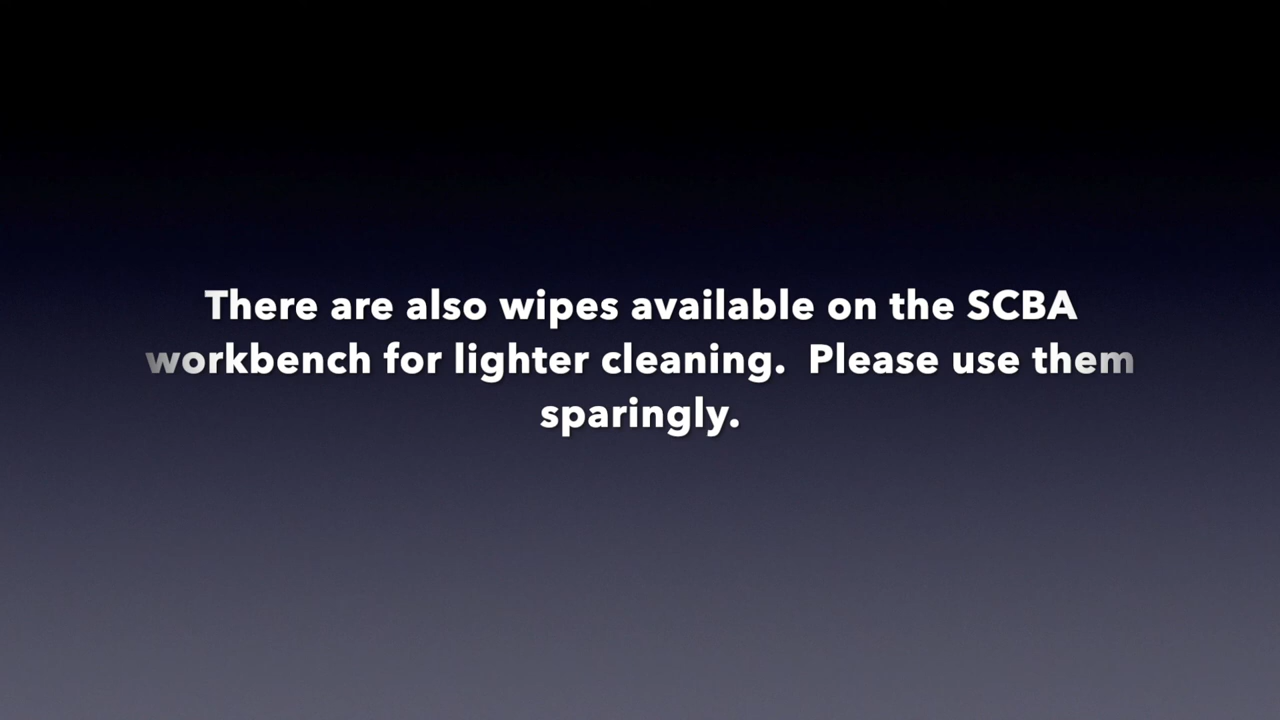 There are also wipes available on the SCBA
workbench for lighter cleaning.  Please use them
sparingly.